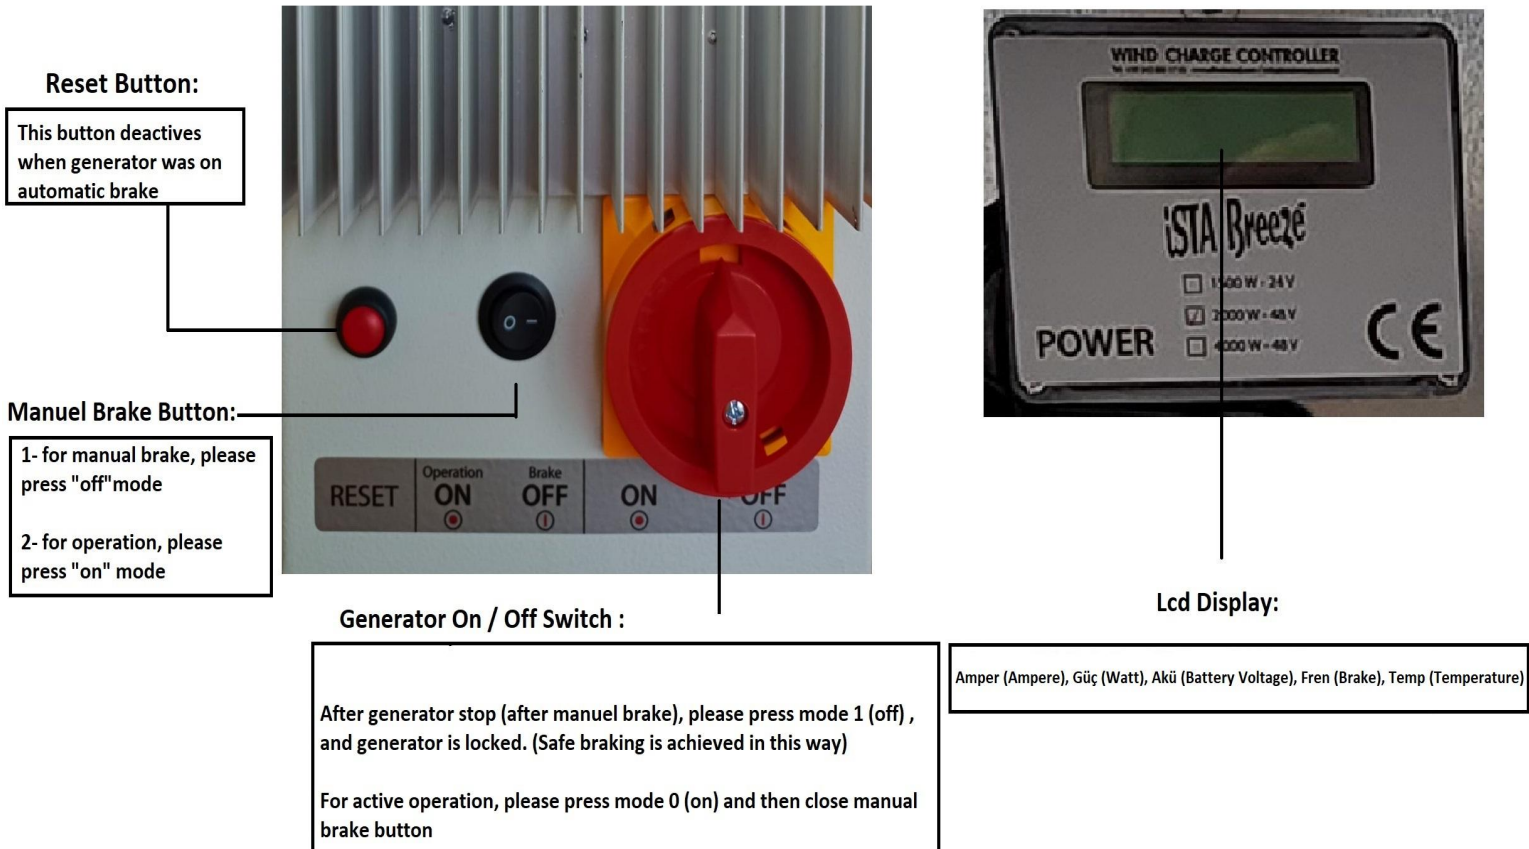 Reset Button:
This button deactives
when generator was on
automatic brake
Manuel Brake Button:
1- for manual brake, please
press "off"mode
2- for operation, please
press "on" mode
RESET
Operation
ON
Brake
OFF
ON
OFF
Generator On / Off Switch :
After generator stop (after manuel brake), please press mode 1 (off) ,
and generator is locked. (Safe braking is achieved in this way)
For active operation, please press mode 0 (on) and then close manual
brake button
WIND CHARGE CONTROLLER
iSTA Breeze
1500 W - 24 V
2000 W - 48 V
4000 W - 48 V
POWER
CE
Lcd Display:
Amper (Ampere), Güç (Watt), Akü (Battery Voltage), Fren (Brake), Temp (Temperature)